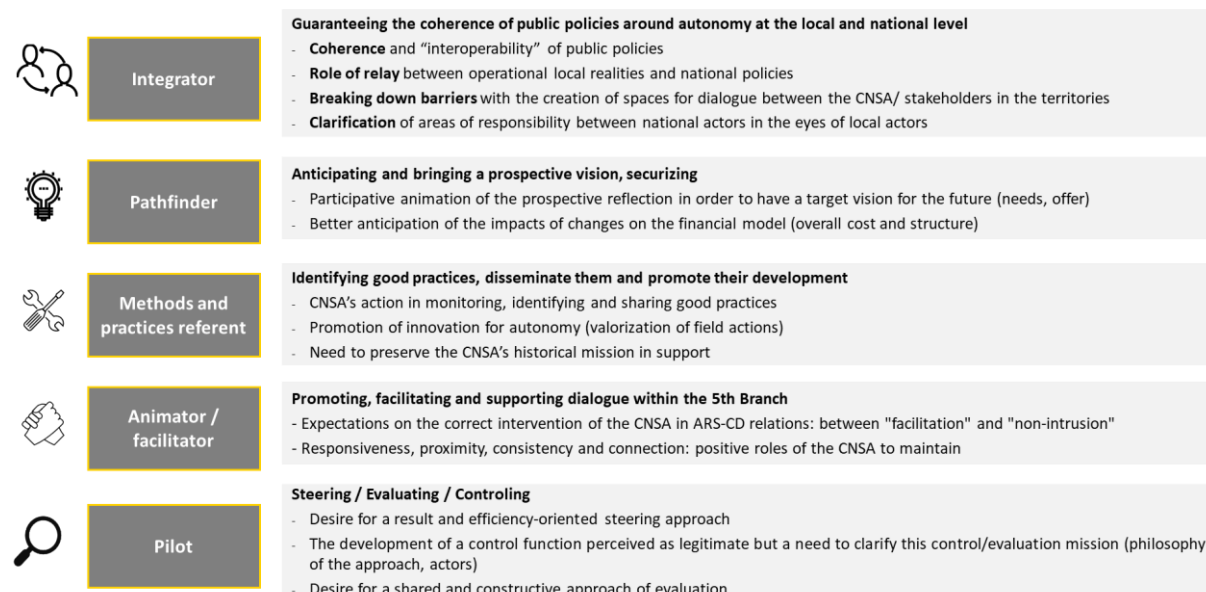 Integrator
Guaranteeing the coherence of public policies around autonomy at the local and national level
- Coherence and “interoperability” of public policies
- Role of relay between operational local realities and national policies
- Breaking down barriers with the creation of spaces for dialogue between the CNSA/ stakeholders in the territories
- Clarification of areas of responsibility between national actors in the eyes of local actors
Pathfinder
Anticipating and bringing a prospective vision, securizing
- Participative animation of the prospective reflection in order to have a target vision for the future (needs, offer)
- Better anticipation of the impacts of changes on the financial model (overall cost and structure)
Methods and
practices referent
Identifying good practices, disseminate them and promote their development
- CNSA’s action in monitoring, identifying and sharing good practices
- Promotion of innovation for autonomy (valorization of field actions)
- Need to preserve the CNSA’s historical mission in support
Animator /
facilitator
Promoting, facilitating and supporting dialogue within the 5th Branch
- Expectations on the correct intervention of the CNSA in ARS-CD relations: between "facilitation" and "non-intrusion"
- Responsiveness, proximity, consistency and connection: positive roles of the CNSA to maintain
Pilot
Steering / Evaluating / Controling
- Desire for a result and efficiency-oriented steering approach
- The development of a control function perceived as legitimate but a need to clarify this control/evaluation mission (philosophy
of the approach, actors)
- Desire for a shared and constructive approach of evaluation